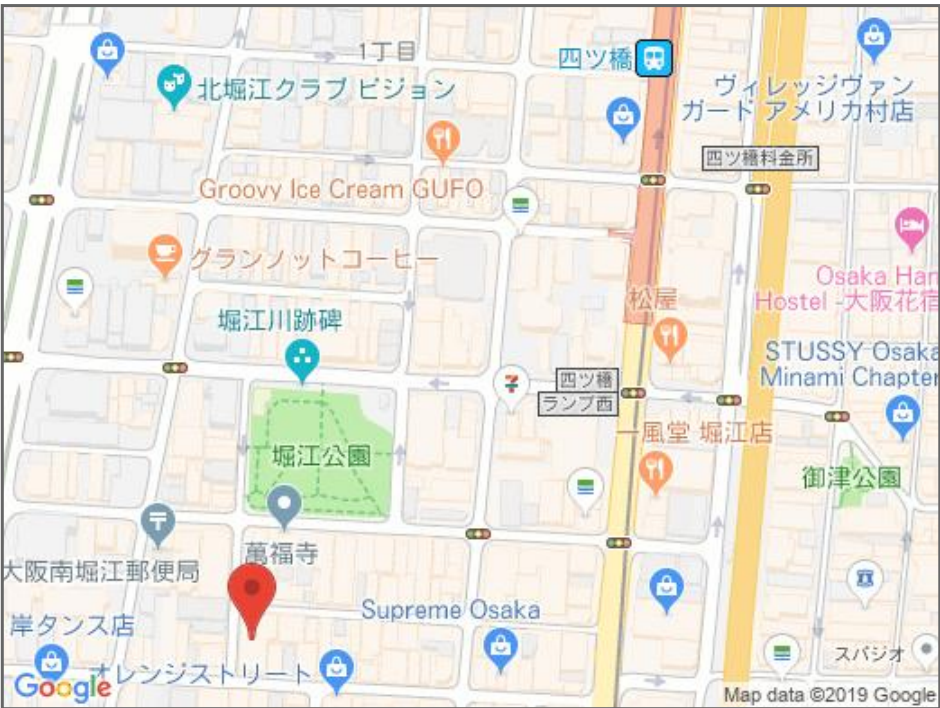 1丁目
四ツ橋
北堀江クラブ ビジョン
ヴィレッジヴァン
ガード アメリカ村店
四ツ橋料金所
Groovy Ice Cream GUFO
グランノットコーヒー
Osaka Han
Hostel -大阪花宿
松屋
堀江川跡碑
STUSSY Osaka
Minami Chapter
四ツ橋
ランプ西
一風堂 堀江店
堀江公園
御津公園
萬福寺
大阪南堀江郵便局
Supreme Osaka
岸タンス店
オレンジストリート
スパジオ
Google
Map data ©2019 Google